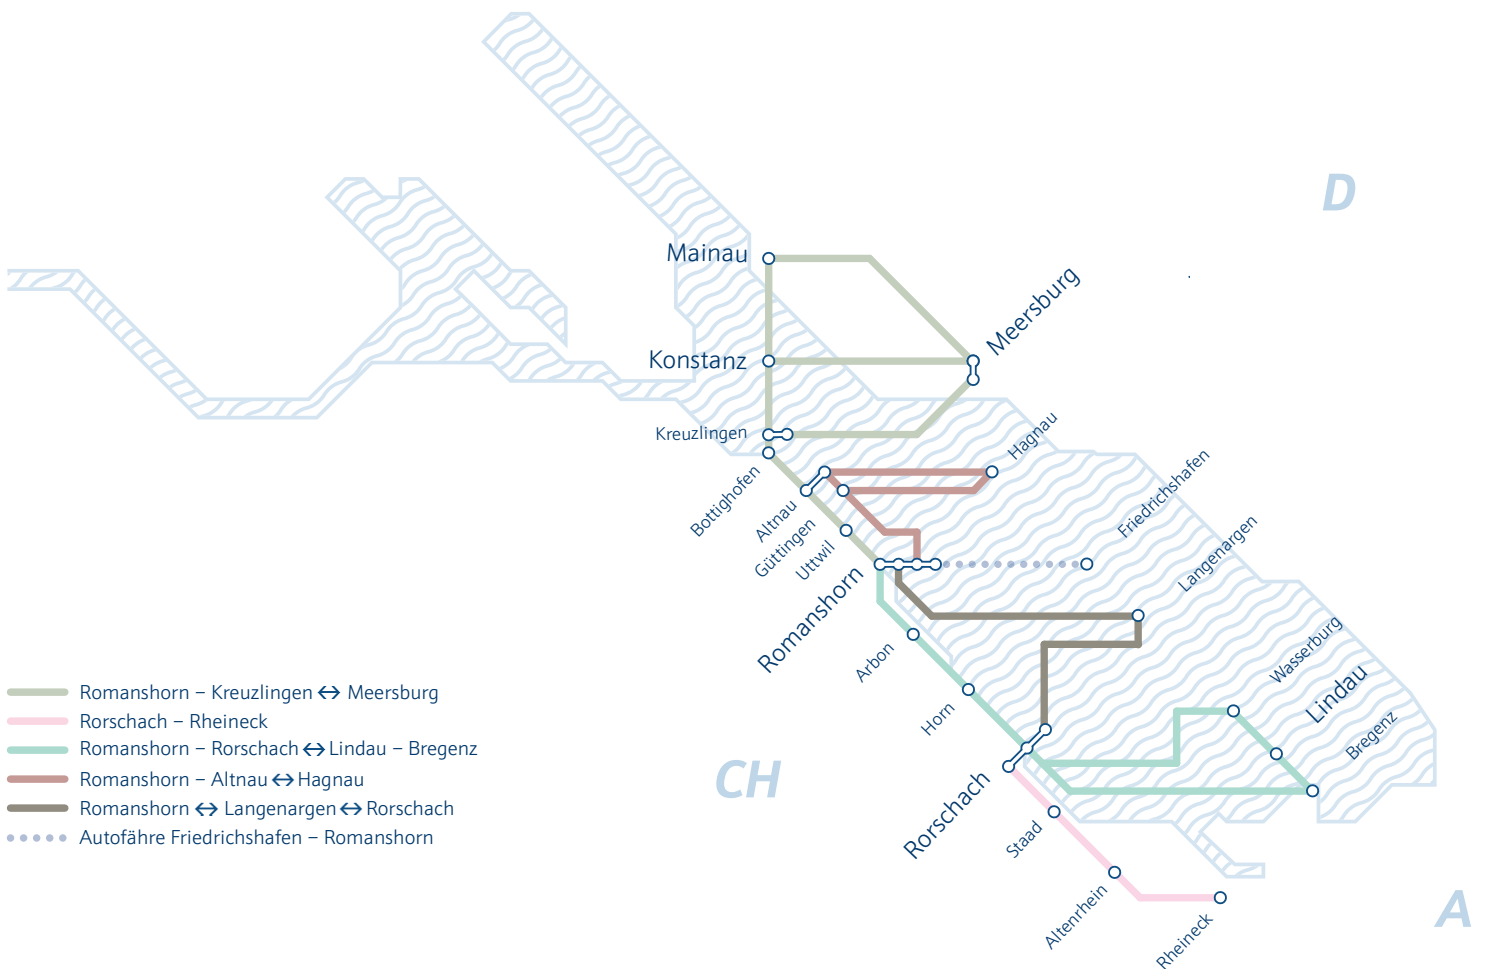 D
Mainau
Meersburg
Konstanz
Kreuzlingen
Hagnau
Bottighofen
Altnau
Güttingen
Uttwil
Friedrichshafen
Romanshorn
Langenargen
Arbon
Wasserburg
Lindau
Bregenz
Horn
CH
Rorschach
Staad
Altenrhein
Rheineck
A
Romanshorn – Kreuzlingen ↔ Meersburg
Rorschach – Rheineck
Romanshorn – Rorschach ↔ Lindau – Bregenz
Romanshorn – Altnau ↔ Hagnau
Romanshorn ↔ Langenargen ↔ Rorschach
Autofähre Friedrichshafen – Romanshorn